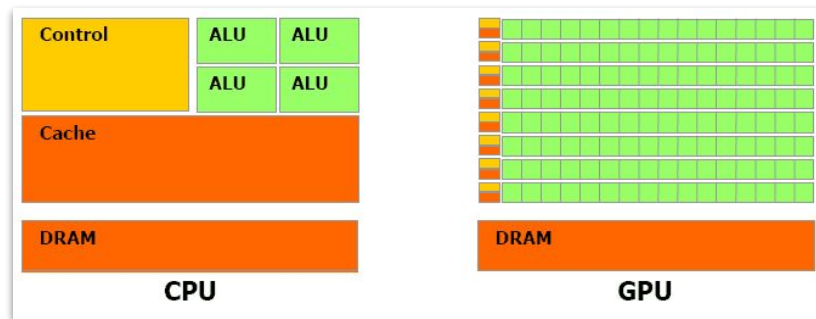 Control
ALU ALU
ALU ALU
Cache
DRAM
CPU
DRAM
GPU